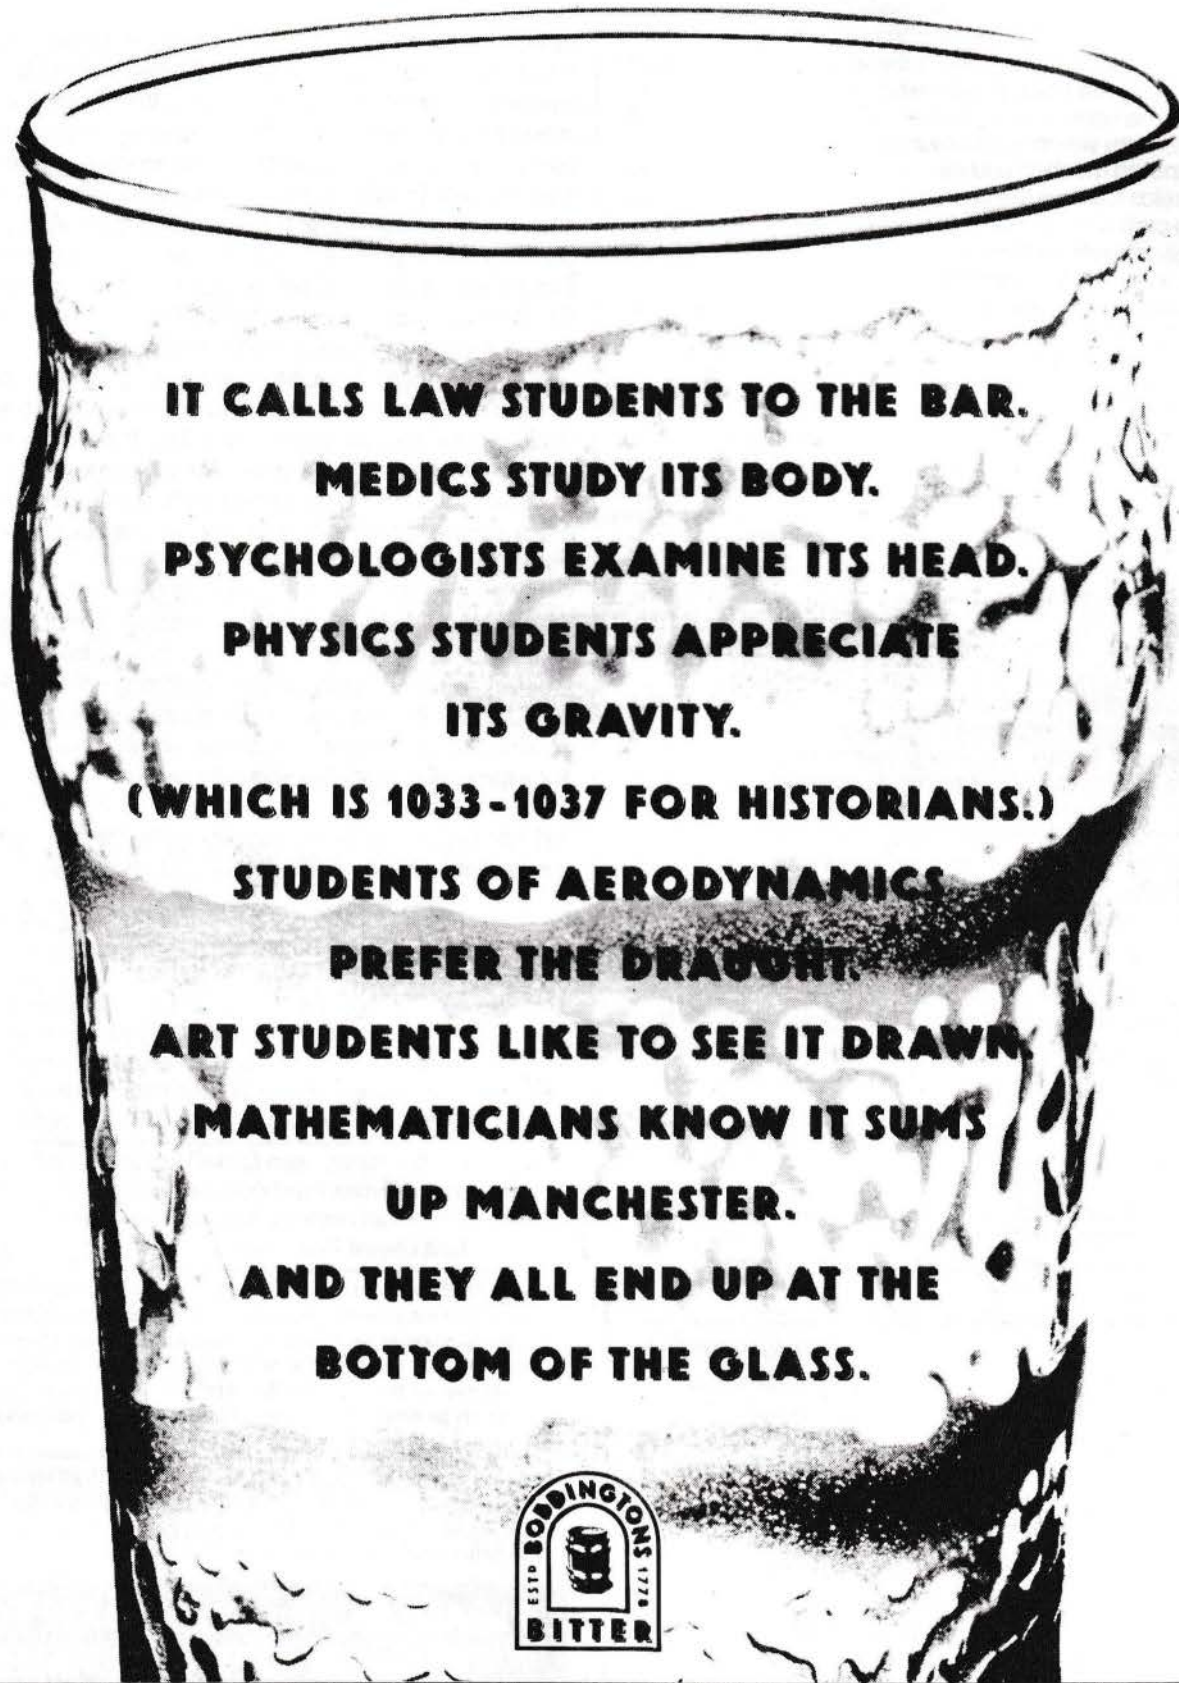 IT CALLS LAW STUDENTS TO THE BAR.
MEDICS STUDY ITS BODY.
PSYCHOLOGISTS EXAMINE ITS HEAD.
PHYSICS STUDENTS APPRECIATE
ITS GRAVITY.
(WHICH IS 1033-1037 FOR HISTORIANS.)
STUDENTS OF AERODYNAMICS
PREFER THE DRAUGHT.
ART STUDENTS LIKE TO SEE IT DRAWN.
MATHEMATICIANS KNOW IT SUMS
UP MANCHESTER.
AND THEY ALL END UP AT THE
BOTTOM OF THE GLASS.
BODDINGTONS
ESTD 1778
BITTER